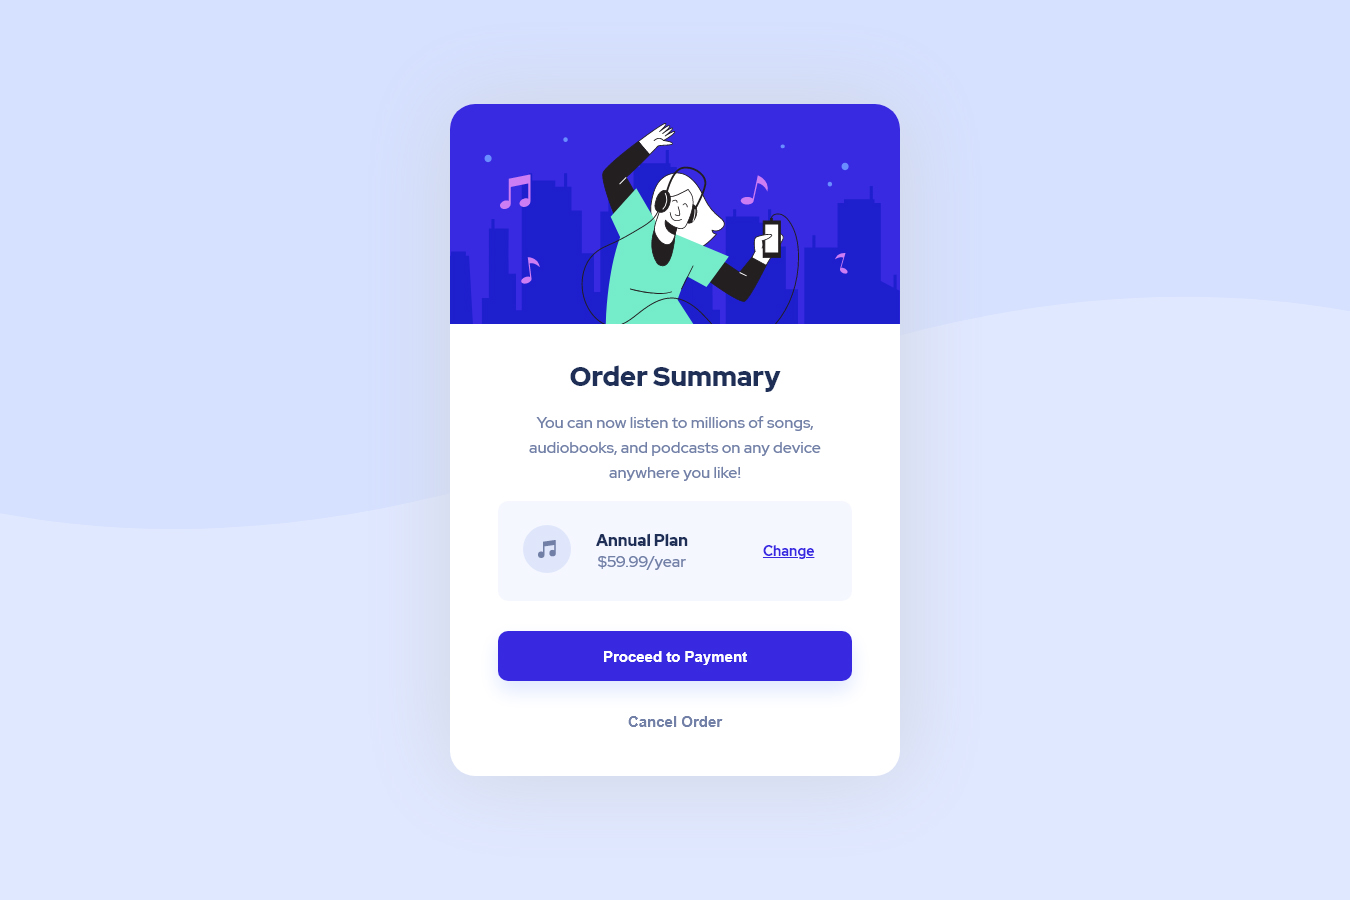 Order Summary
You can now listen to millions of songs,
audiobooks, and podcasts on any device
anywhere you like!
Annual Plan
$59.99/year
Change
Proceed to Payment
Cancel Order